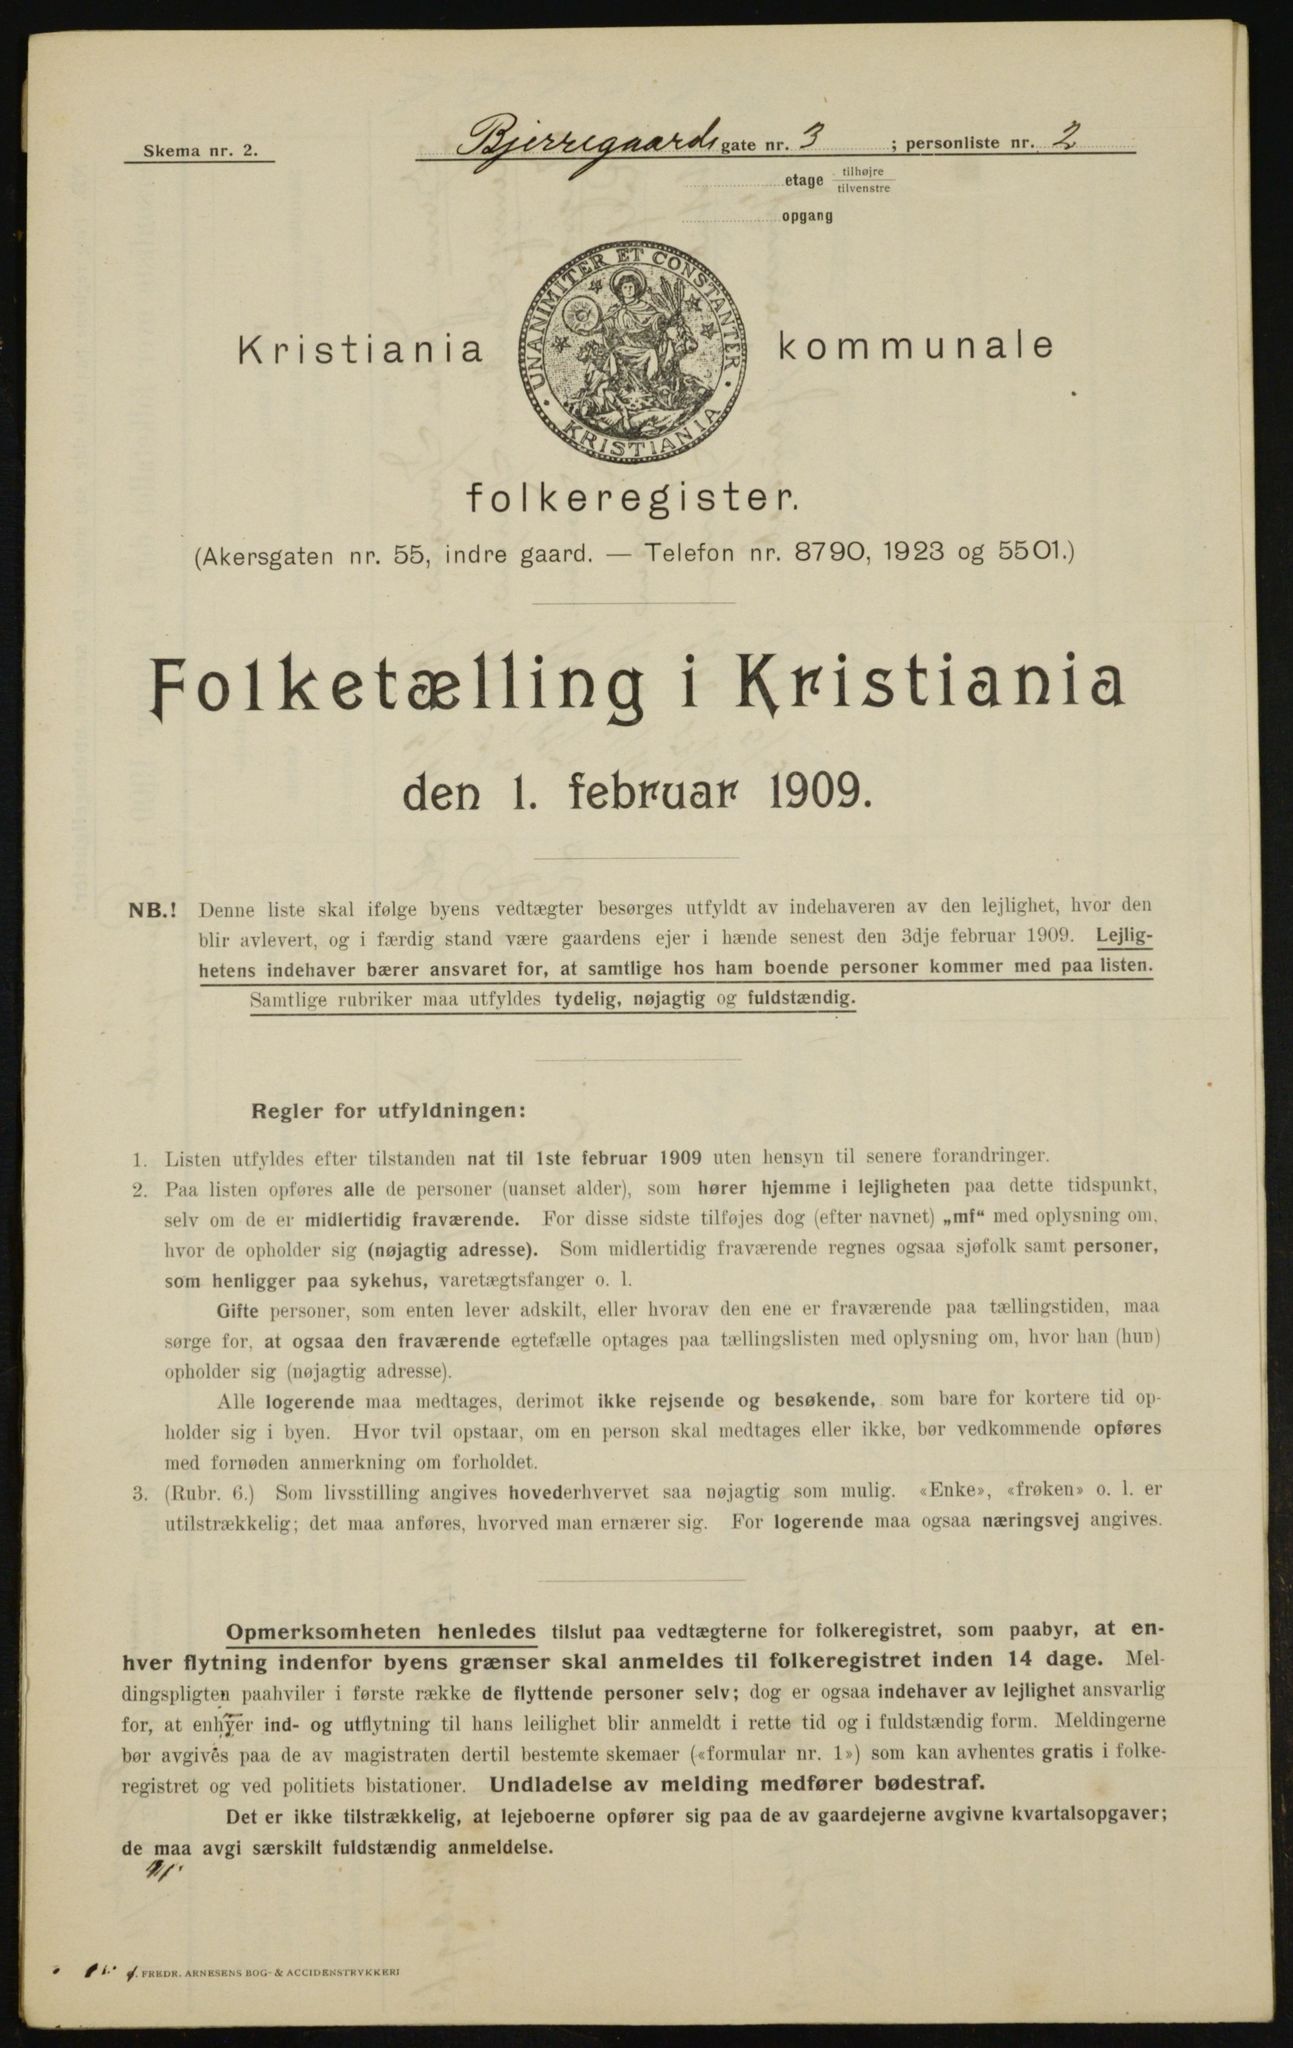 Skema nr. 2.
Bjerregaards gate nr. 3 ; personliste nr. 2
etage tilhøjre
tilvenstre
opgang
UNANIMITER ET CONSTANTER
KRISTIANIA
Kristiania kommunale
folkeregister.
(Akersgaten nr. 55, indre gaard. — Telefon nr. 8790, 1923 og 5501.)
Folketælling i Kristiania
den 1. februar 1909.
NB.! Denne liste skal ifølge byens vedtægter besørges utfyldt av indehaveren av den lejlighet, hvor den
blir avlevert, og i færdig stand være gaardens ejer i hænde senest den 3dje februar 1909. Lejlig-
hetens indehaver bærer ansvaret for, at samtlige hos ham boende personer kommer med paa listen.
Samtlige rubriker maa utfyldes tydelig, nøjagtig og fuldstændig.
Regler for utfyldningen:
1. Listen utfyldes efter tilstanden nat til 1ste februar 1909 uten hensyn til senere forandringer.
2. Paa listen opføres alle de personer (uanset alder), som hører hjemme i lejligheten paa dette tidspunkt,
selv om de er midlertidig fraværende. For disse sidste tilføjes dog (efter navnet) „mf“ med oplysning om,
hvor de opholder sig (nøjagtig adresse). Som midlertidig fraværende regnes ogsaa sjøfolk samt personer,
som henligger paa sykehus, varetægtsfanger o. l.
Gifte personer, som enten lever adskilt, eller hvorav den ene er fraværende paa tællingstiden, maa
sørge for, at ogsaa den fraværende egtefælle optages paa tællingslisten med oplysning om, hvor han (hun)
opholder sig (nøjagtig adresse).
Alle logerende maa medtages, derimot ikke rejsende og besøkende, som bare for kortere tid op-
holder sig i byen. Hvor tvil opstaar, om en person skal medtages eller ikke, bør vedkommende opføres
med fornøden anmerkning om forholdet.
3. (Rubr. 6.) Som livsstilling angives hovederhvervet saa nøjagtig som mulig. «Enke», «frøken» o. l. er
utilstrækkelig; det maa anføres, hvorved man ernærer sig. For logerende maa ogsaa næringsvej angives.
Opmerksomheten henledes tilslut paa vedtægterne for folkeregistret, som paabyr, at en-
hver flytning indenfor byens grænser skal anmeldes til folkeregistret inden 14 dage. Mel-
dingspligten paahviler i første række de flyttende personer selv; dog er ogsaa indehaver av lejlighet ansvarlig
for, at enhver ind- og utflytning til hans leilighet blir anmeldt i rette tid og i fuldstændig form. Meldingerne
bør avgives paa de av magistraten dertil bestemte skemaer («formular nr. 1») som kan avhentes gratis i folke-
registret og ved politiets bistationer. Undladelse av melding medfører bødestraf.
Det er ikke tilstrækkelig, at lejeboerne opfører sig paa de av gaardejerne avgivne kvartalsopgaver;
de maa avgi særskilt fuldstændig anmeldelse.
FREDR. ARNESENS BOG- & ACCIDENSTRYKKERI